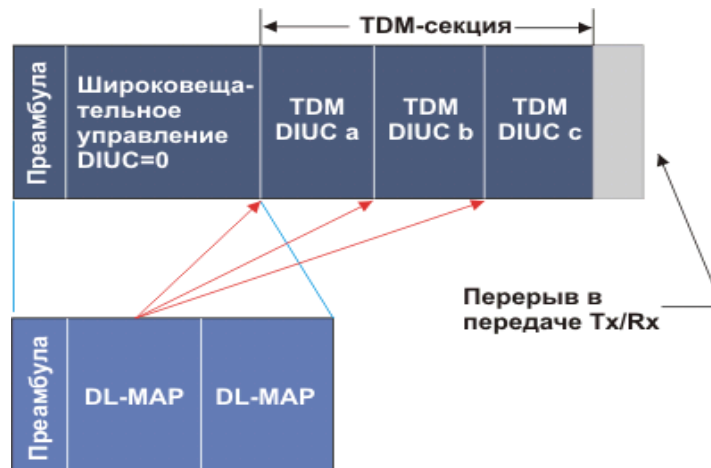 TDM-секция
Преамбула
Широковеща-
тельное
управление
DIUC=0
TDM
DIUC a
TDM
DIUC b
TDM
DIUC c
Перерыв в
передаче Tx/Rx
Преамбула
DL-MAP
DL-MAP